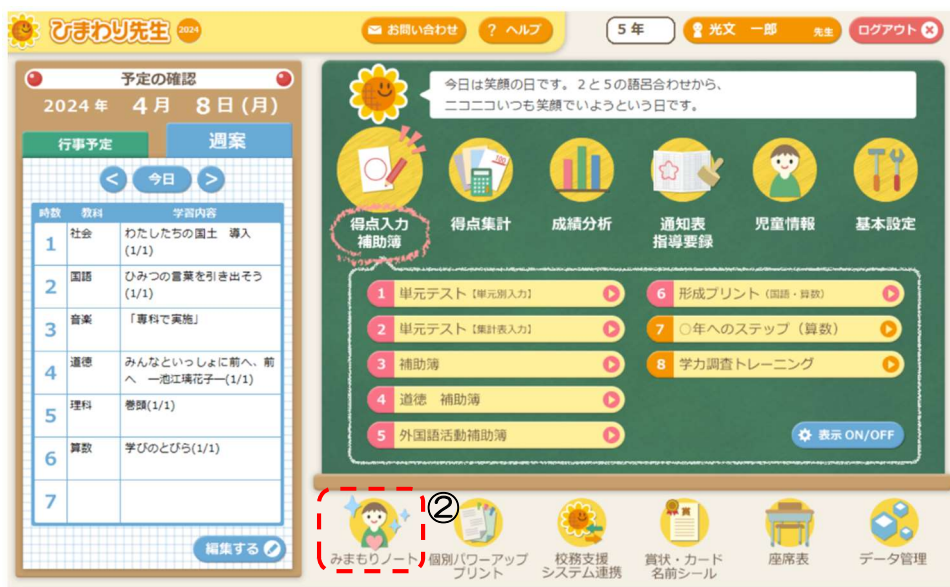 ひまわり先生 2024
お問い合わせ
? ヘルプ
5年
光文 一郎 先生
ログアウト
予定の確認
2024年 4月 8日(月)
行事予定
週案
< 今日 >
時数 教科 学習内容
1 社会 わたしたちの国土 導入
(1/1)
2 国語 ひみつの言葉を引き出そう
(1/1)
3 音楽 「専科で実施」
4 道徳 みんなといっしょに前へ、前
へ ―池江璃花子―(1/1)
5 理科 巻頭(1/1)
6 算数 学びのとびら(1/1)
7
編集する
今日は笑顔の日です。2と5の語呂合わせから、
ニコニコいつも笑顔でいようという日です。
100
得点入力
補助簿
得点集計
成績分析
通知表
指導要録
児童情報
基本設定
1 単元テスト【単元別入力】
2 単元テスト【集計表入力】
3 補助簿
4 道徳 補助簿
5 外国語活動補助簿
6 形成プリント(国語・算数)
7 ○年へのステップ(算数)
8 学力調査トレーニング
表示 ON/OFF
②
みまもりノート
個別パワーアップ
プリント
校務支援
システム連携
賞
賞状・カード
名前シール
座席表
データ管理